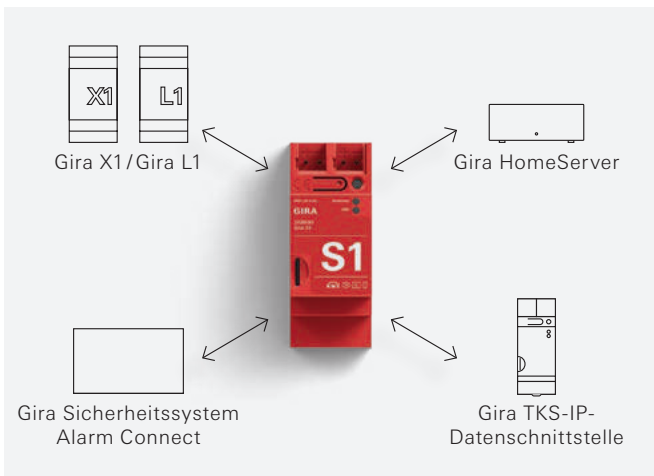 X1
L1
Gira X1/Gira L1
Gira HomeServer
GIRA
S1
Gira Sicherheitssystem
Alarm Connect
Gira TKS-IP-
Datenschnittstelle